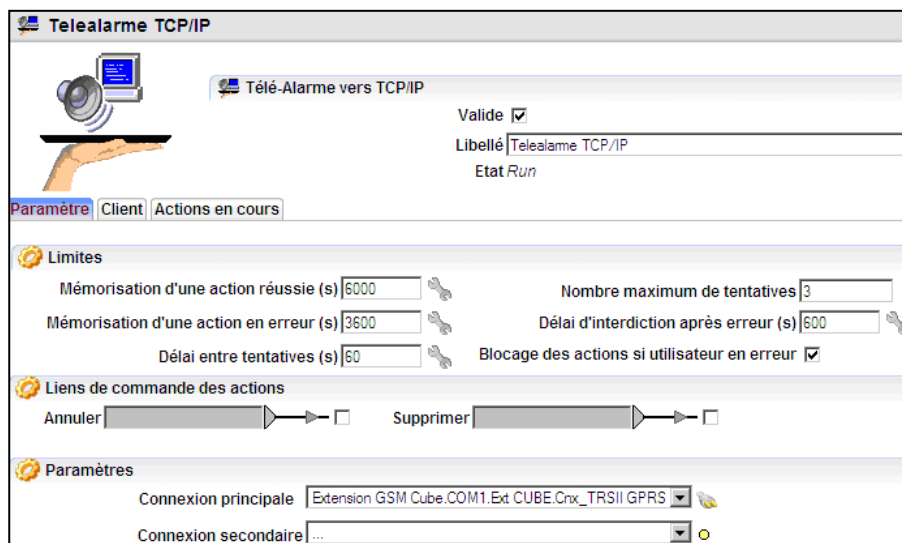 Telealarme TCP/IP
Télé-Alarme vers TCP/IP
Valide
Libellé Telealarme TCP/IP
Etat Run
Paramètre Client Actions en cours
Limites
Mémorisation d'une action réussie (s) 6000 Nombre maximum de tentatives 3
Mémorisation d'une action en erreur (s) 3600 Délai d'interdiction après erreur (s) 600
Délai entre tentatives (s) 60 Blocage des actions si utilisateur en erreur
Liens de commande des actions
Annuler Supprimer
Paramètres
Connexion principale Extension GSM Cube.COM1.Ext CUBE.Cnx_TRSII GPRS
Connexion secondaire ...